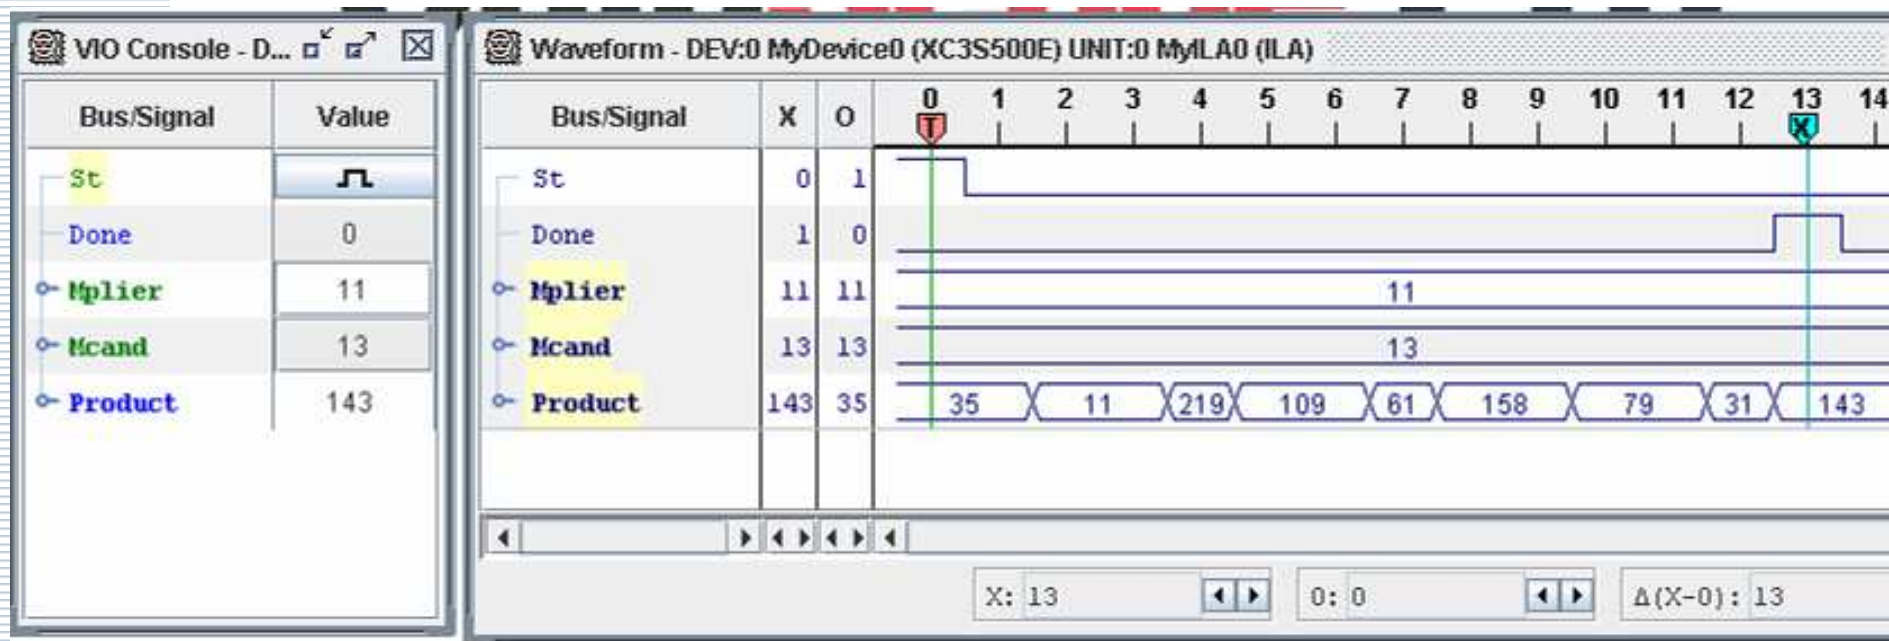 VIO Console - D...
Bus/Signal Value
St
Done 0
Mplier 11
Mcand 13
Product 143
Waveform - DEV:0 MyDevice0 (XC3S500E) UNIT:0 MyILA0 (ILA)
Bus/Signal X O 0 1 2 3 4 5 6 7 8 9 10 11 12 13 14
T X
St 0 1
Done 1 0
Mplier 11 11 11
Mcand 13 13 13
Product 143 35 35 11 219 109 61 158 79 31 143
X: 13 O: 0 Δ(X-O): 13